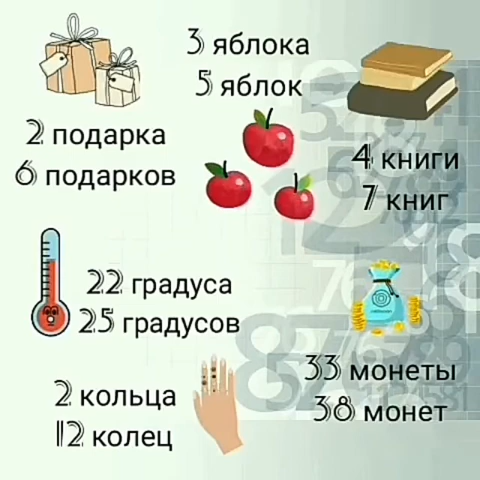 3 яблока
5 яблок
2 подарка
6 подарков
4 книги
7 книг
22 градуса
25 градусов
33 монеты
38 монет
2 кольца
12 колец